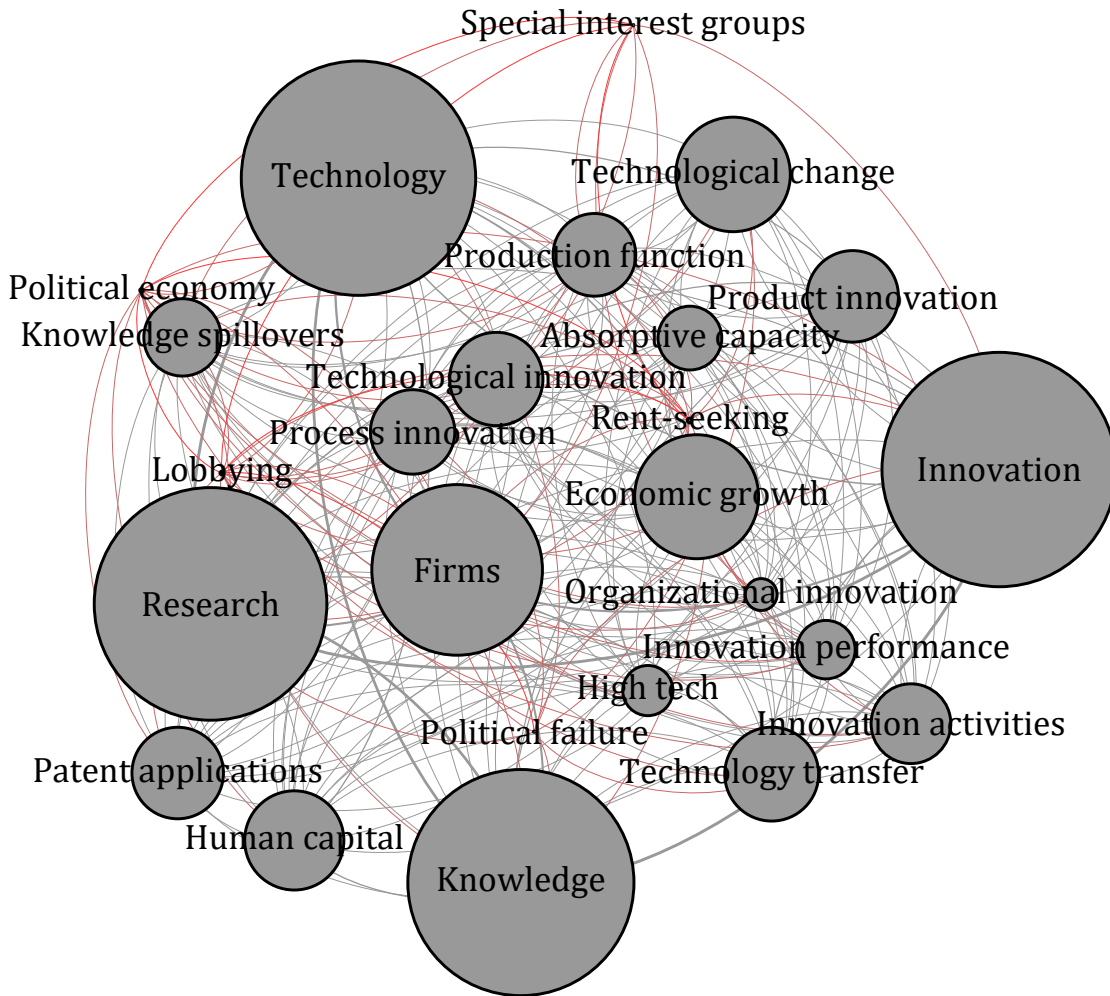 Special interest groups
Technology
Technological change
Production function
Political economy
Product innovation
Knowledge spillovers
Absorptive capacity
Technological innovation
Rent-seeking
Process innovation
Lobbying
Innovation
Economic growth
Firms
Organizational innovation
Research
Innovation performance
High tech
Innovation activities
Political failure
Patent applications
Technology transfer
Human capital
Knowledge